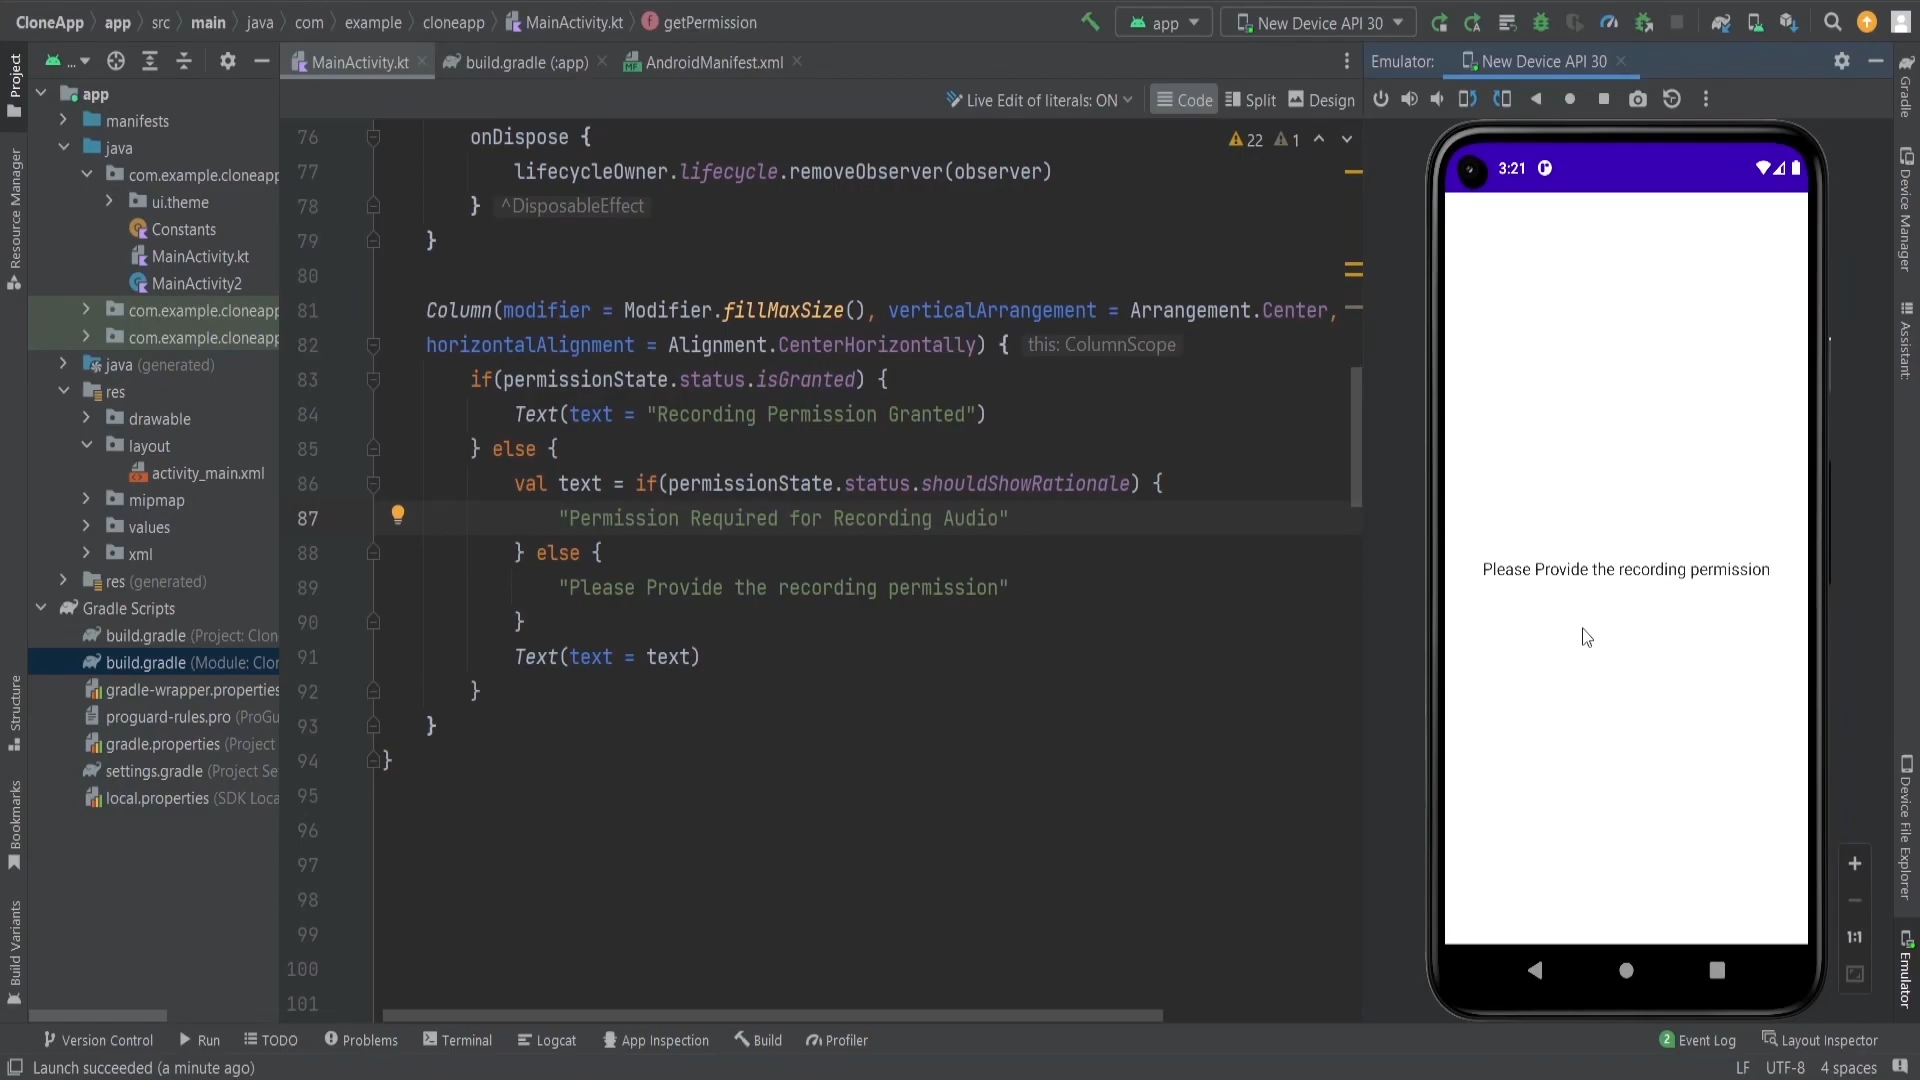 CloneApp > app > src > main > java > com > example > cloneapp > MainActivity.kt > getPermission
app
New Device API 30
Project
...
MainActivity.kt
build.gradle (:app)
AndroidManifest.xml
Emulator:
New Device API 30
Live Edit of literals: ON
Code
Split
Design
22
1
app
manifests
java
com.example.cloneapp
ui.theme
Constants
MainActivity.kt
MainActivity2
com.example.cloneapp
com.example.cloneapp
java (generated)
res
drawable
layout
activity_main.xml
mipmap
values
xml
res (generated)
Gradle Scripts
build.gradle (Project: Clon
build.gradle (Module: Clon
gradle-wrapper.properties
proguard-rules.pro (ProGu
gradle.properties (Project
settings.gradle (Project Se
local.properties (SDK Loca
76 onDispose {
77 lifecycleOwner.lifecycle.removeObserver(observer)
78 } ^DisposableEffect
79 }
80
81 Column(modifier = Modifier.fillMaxSize(), verticalArrangement = Arrangement.Center,
82 horizontalAlignment = Alignment.CenterHorizontally) { this: ColumnScope
83 if(permissionState.status.isGranted) {
84 Text(text = "Recording Permission Granted")
85 } else {
86 val text = if(permissionState.status.shouldShowRationale) {
87 "Permission Required for Recording Audio"
88 } else {
89 "Please Provide the recording permission"
90 }
91 Text(text = text)
92 }
93 }
94 }
95
96
97
98
99
100
101
3:21
Please Provide the recording permission
1:1
Resource Manager
Structure
Bookmarks
Build Variants
Gradle
Device Manager
Assistant:
Device File Explorer
Emulator
Version Control
Run
TODO
Problems
Terminal
Logcat
App Inspection
Build
Profiler
2 Event Log
Layout Inspector
Launch succeeded (a minute ago)
LF
UTF-8
4 spaces